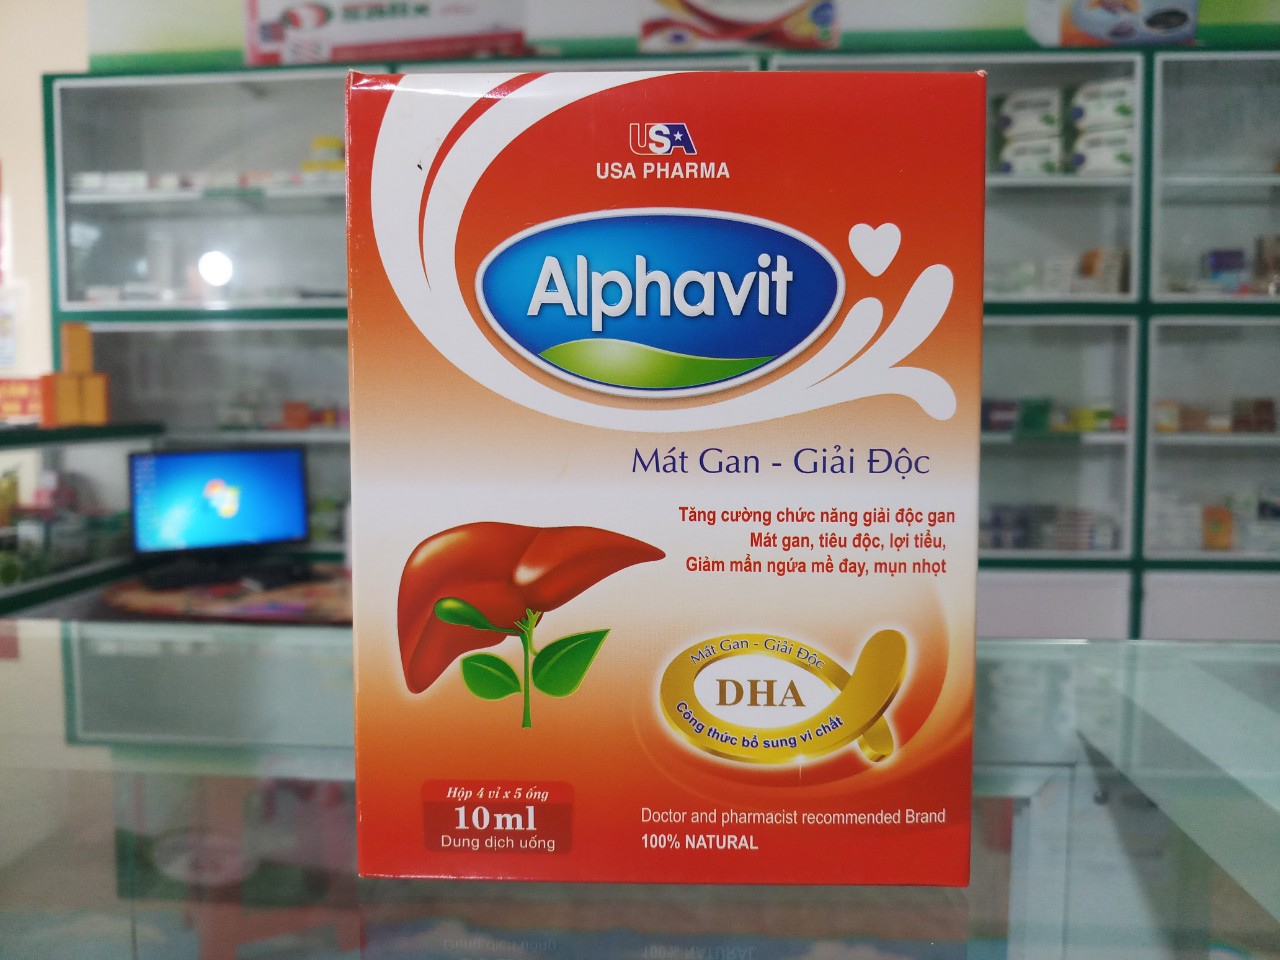 USA
USA PHARMA
Alphavit
Mát Gan - Giải Độc
Tăng cường chức năng giải độc gan
Mát gan, tiêu độc, lợi tiểu,
Giảm mẩn ngứa mề đay, mụn nhọt
Mất Gan - Giải Độc
DHA
Công thức bổ sung vi chất
Hộp 4 vỉ x 5 ống
10ml
Dung dịch uống
Doctor and pharmacist recommended Brand
100% NATURAL